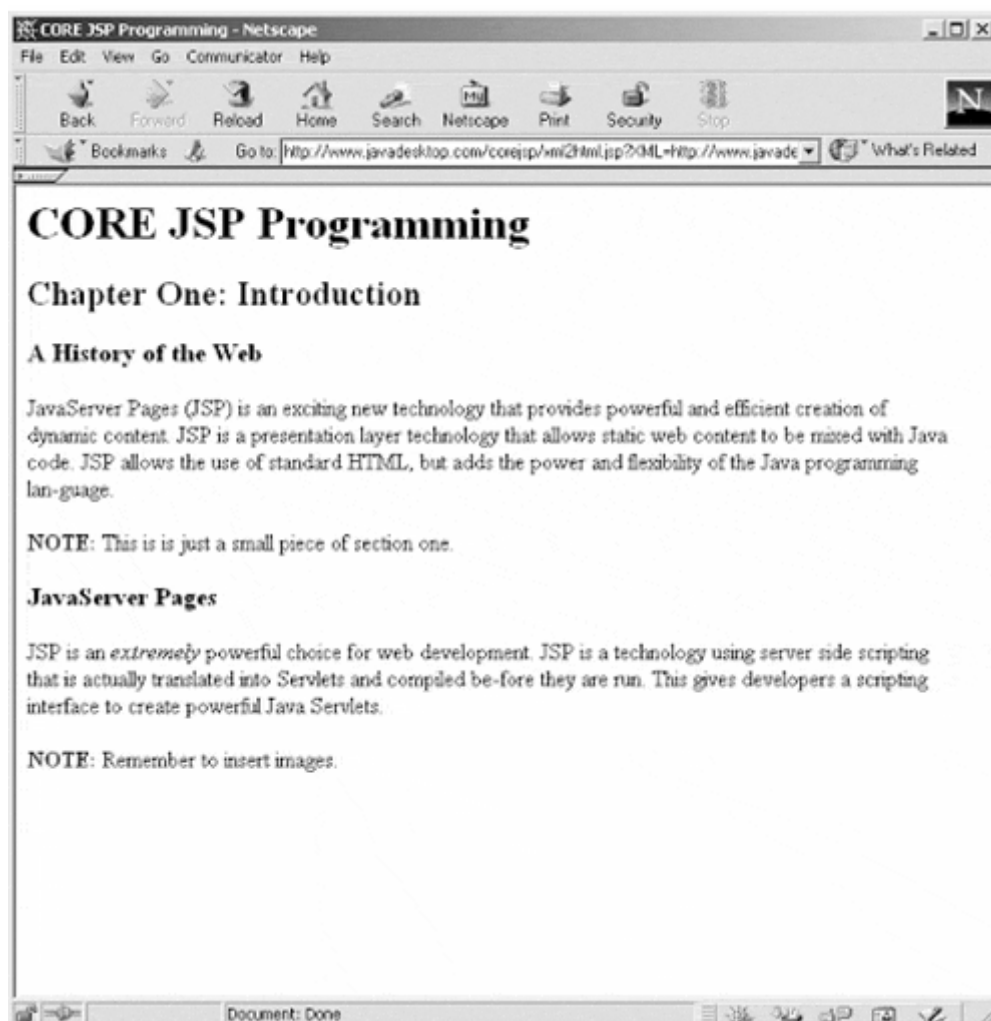 CORE JSP Programming - Netscape
File Edit View Go Communicator Help
Back Forward Reload Home Search Netscape Print Security Stop
My
N
Bookmarks Go to: http://www.javadesktop.com/corejsp/xml2html.jsp?XML=http://www.javade What's Related
CORE JSP Programming
Chapter One: Introduction
A History of the Web
JavaServer Pages (JSP) is an exciting new technology that provides powerful and efficient creation of
dynamic content. JSP is a presentation layer technology that allows static web content to be mixed with Java
code. JSP allows the use of standard HTML, but adds the power and flexibility of the Java programming
lan-guage.
NOTE: This is is just a small piece of section one.
JavaServer Pages
JSP is an extremely powerful choice for web development. JSP is a technology using server side scripting
that is actually translated into Servlets and compiled be-fore they are run. This gives developers a scripting
interface to create powerful Java Servlets.
NOTE: Remember to insert images.
Document: Done